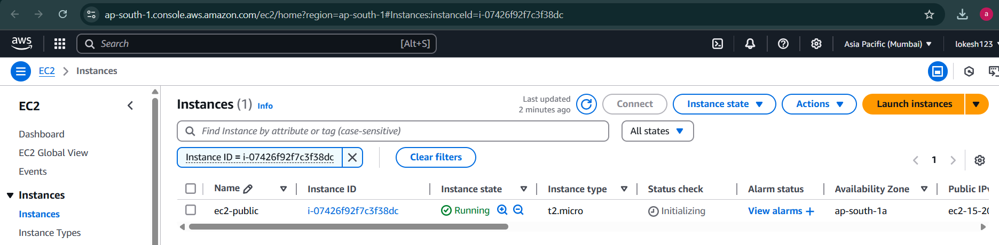 ap-south-1.console.aws.amazon.com/ec2/home?region=ap-south-1#Instances:instanceId=i-07426f92f7c3f38dc
a
aws
Search
[Alt+S]
Asia Pacific (Mumbai)
lokesh123
EC2
Instances
EC2
Dashboard
EC2 Global View
Events
Instances
Instances
Instance Types
Instances (1) Info
Last updated
2 minutes ago
Connect
Instance state
Actions
Launch instances
Find Instance by attribute or tag (case-sensitive)
All states
Instance ID = i-07426f92f7c3f38dc
Clear filters
1
Name Instance ID Instance state Instance type Status check Alarm status Availability Zone Public IPv
ec2-public i-07426f92f7c3f38dc Running t2.micro Initializing View alarms + ap-south-1a ec2-15-20